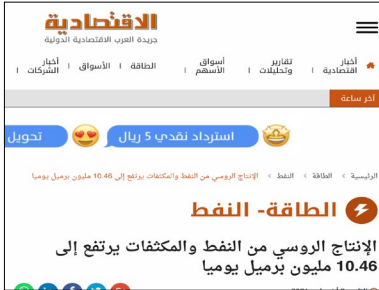 الاقتصادية
جريدة العرب الاقتصادية الدولية
أخبار اقتصادية | تقارير وتحليلات | أسواق الأسهم | الطاقة | الأسواق | أخبار الشركات |
آخر ساعة
استرداد نقدي 5 ريال
تحويل
الرئيسية > الطاقة > النفط > الإنتاج الروسي من النفط والمكثفات يرتفع إلى 10.46 مليون برميل يوميا
الطاقة- النفط
الإنتاج الروسي من النفط والمكثفات يرتفع إلى
10.46 مليون برميل يوميا